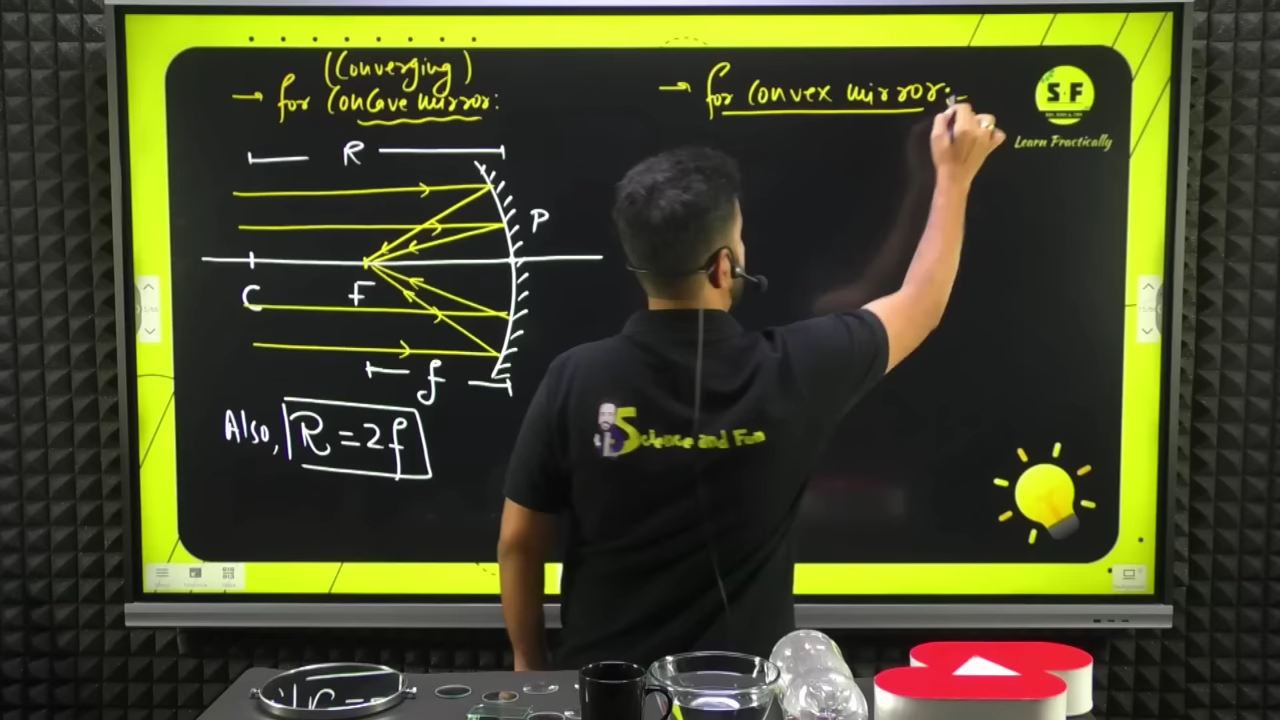 (Converging)
→ for Concave mirror:
R
P
C
F
f
Also, R = 2f
→ for Convex mirror:-
S·F
Learn Practically
Science and Fun